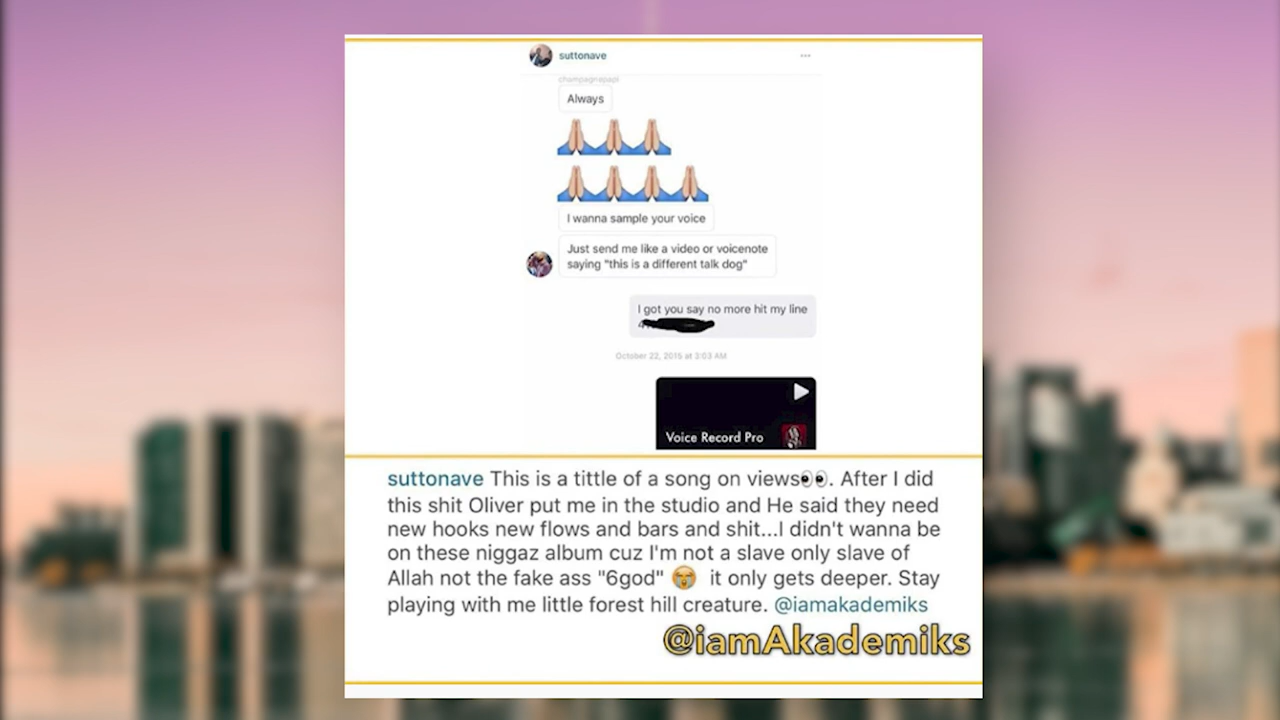 suttonave
champagnepapi
Always
I wanna sample your voice
Just send me like a video or voicenote
saying "this is a different talk dog"
I got you say no more hit my line
October 22, 2015 at 3:03 AM
Voice Record Pro
suttonave This is a tittle of a song on views👀. After I did
this shit Oliver put me in the studio and He said they need
new hooks new flows and bars and shit...I didn't wanna be
on these niggaz album cuz I'm not a slave only slave of
Allah not the fake ass "6god" 😭 it only gets deeper. Stay
playing with me little forest hill creature. @iamakademiks
@iamAkademiks